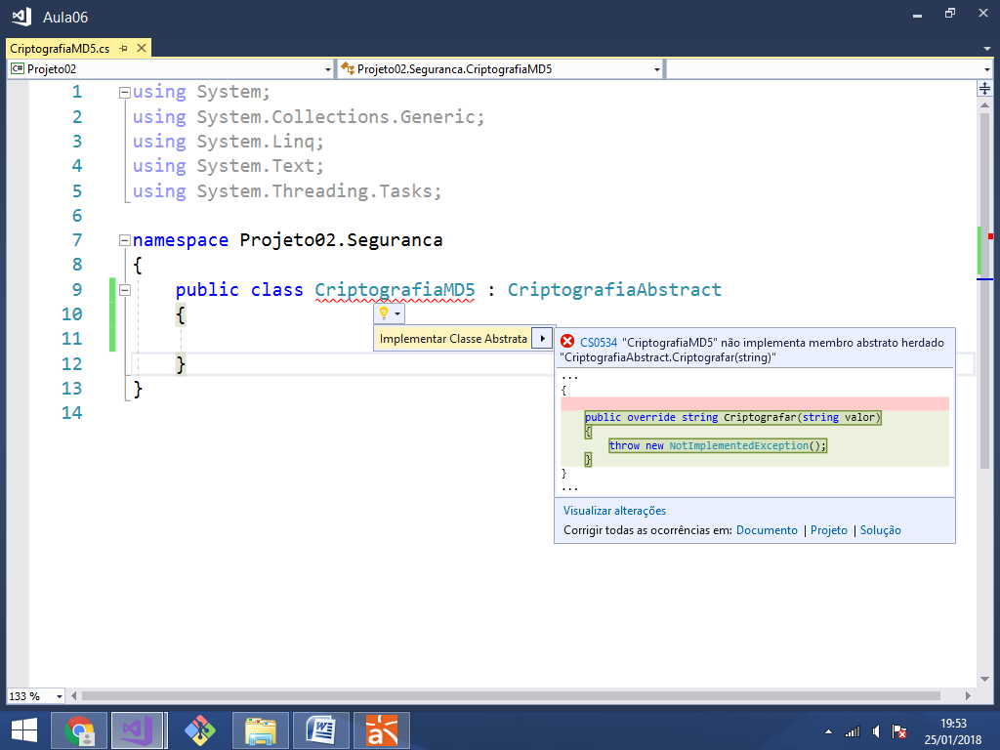 Aula06
CriptografiaMD5.cs
C# Projeto02
Projeto02.Seguranca.CriptografiaMD5
1 using System;
2 using System.Collections.Generic;
3 using System.Linq;
4 using System.Text;
5 using System.Threading.Tasks;
6
7 namespace Projeto02.Seguranca
8 {
9 public class CriptografiaMD5 : CriptografiaAbstract
10 {
11
12 }
13 }
14
Implementar Classe Abstrata
CS0534 "CriptografiaMD5" não implementa membro abstrato herdado
"CriptografiaAbstract.Criptografar(string)"
...
{
public override string Criptografar(string valor)
{
throw new NotImplementedException();
}
}
...
Visualizar alterações
Corrigir todas as ocorrências em: Documento | Projeto | Solução
133 %
19:53
25/01/2018